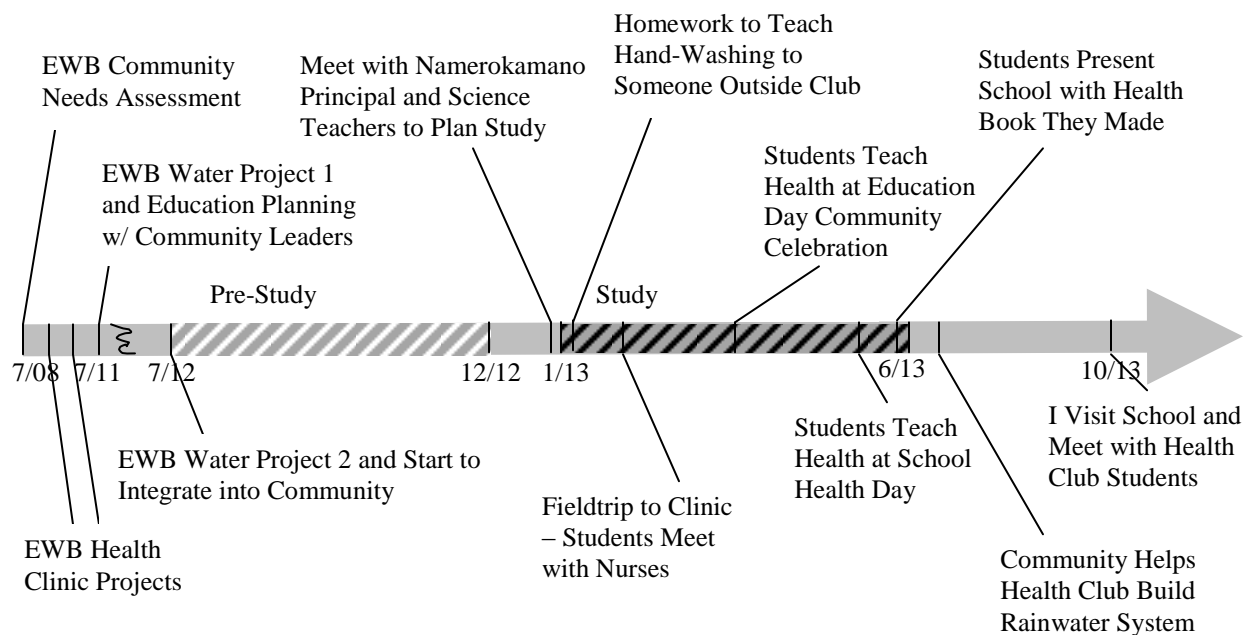 EWB Community
Needs Assessment
Meet with Namerokamano
Principal and Science
Teachers to Plan Study
Homework to Teach
Hand-Washing to
Someone Outside Club
Students Present
School with Health
Book They Made
EWB Water Project 1
and Education Planning
w/ Community Leaders
Students Teach
Health at Education
Day Community
Celebration
Pre-Study
Study
7/08
7/11
7/12
12/12
1/13
6/13
10/13
EWB Water Project 2 and Start to
Integrate into Community
EWB Health
Clinic Projects
Fieldtrip to Clinic
– Students Meet
with Nurses
Students Teach
Health at School
Health Day
I Visit School and
Meet with Health
Club Students
Community Helps
Health Club Build
Rainwater System